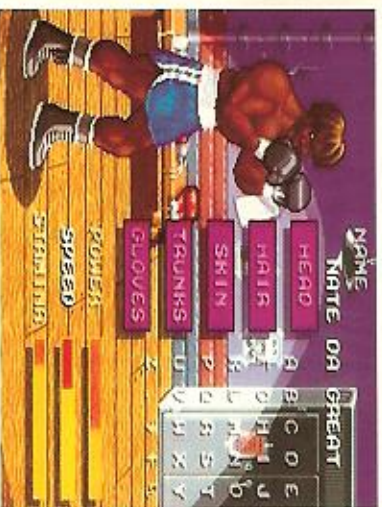 NAME
NATE DA GREAT
HEAD
HAIR
SKIN
TRUNKS
GLOVES
POWER
SPEED
STAMINA
A B C D E
P Q R S T
U V W X Y